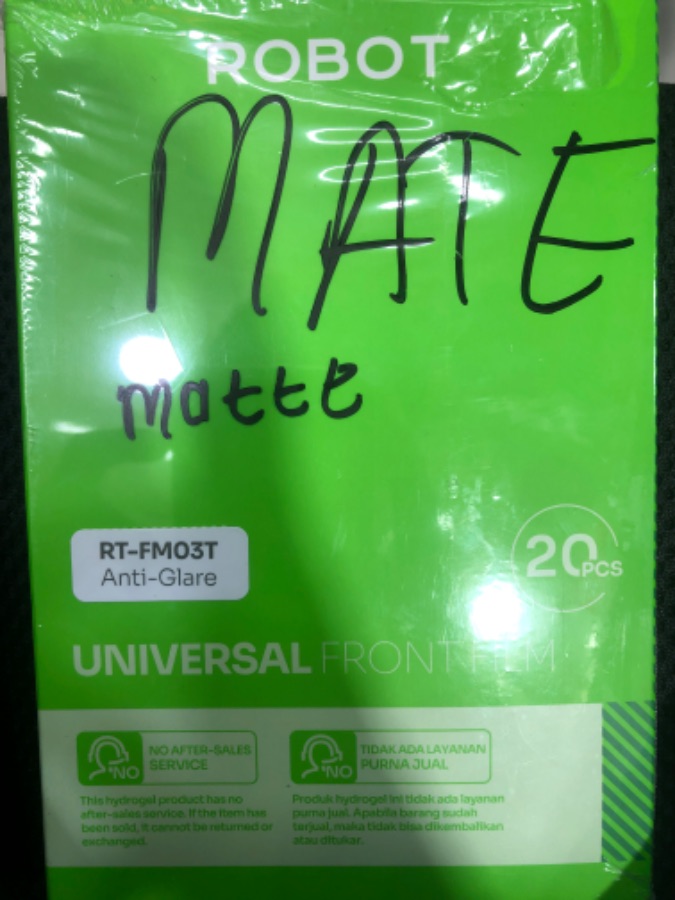 ROBOT
MATE
matte
RT-FM03T
Anti-Glare
20PCS
UNIVERSAL FRONT FILM
NO AFTER-SALES
SERVICE
NO
This hydrogel product has no
after-sales service. If the item has
been sold, it cannot be returned or
exchanged.
TIDAK ADA LAYANAN
PURNA JUAL
NO
Produk hydrogel ini tidak ada layanan
purna jual. Apabila barang sudah
terjual, maka tidak bisa dikembalikan
atau ditukar.